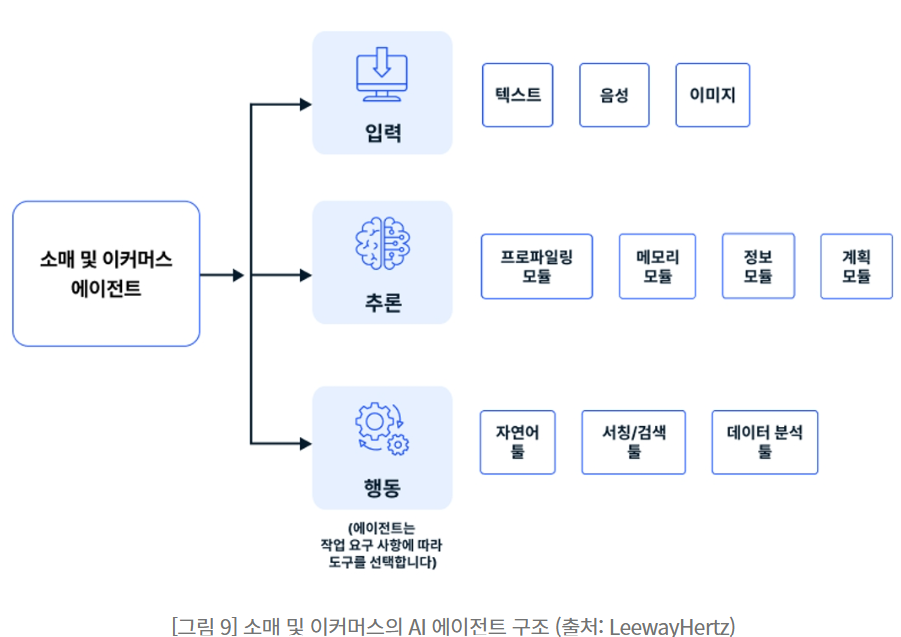 입력
텍스트
음성
이미지
소매 및 이커머스
에이전트
추론
프로파일링
모듈
메모리
모듈
정보
모듈
계획
모듈
행동
(에이전트는
작업 요구 사항에 따라
도구를 선택합니다)
자연어
툴
서칭/검색
툴
데이터 분석
툴
[그림 9] 소매 및 이커머스의 AI 에이전트 구조 (출처: LeewayHertz)